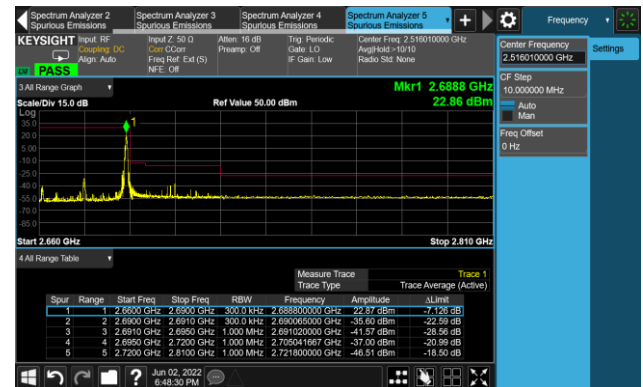 Spectrum Analyzer 2
Spurious Emissions
Spectrum Analyzer 3
Spurious Emissions
Spectrum Analyzer 4
Spurious Emissions
Spectrum Analyzer 5
Spurious Emissions
Frequency
KEYSIGHT
Input: RF
Coupling: DC
Align: Auto
Input Z: 50 Ω
Corr CCorr
Freq Ref: Ext (S)
NFE: Off
Atten: 16 dB
Preamp: Off
Trig: Periodic
Gate: LO
IF Gain: Low
Center Freq: 2.516010000 GHz
Avg|Hold:>10/10
Radio Std: None
PASS
Center Frequency
2.516010000 GHz
Settings
CF Step
10.000000 MHz
Auto
Man
Freq Offset
0 Hz
3 All Range Graph
Mkr1 2.6888 GHz
Scale/Div 15.0 dB
Ref Value 50.00 dBm
22.86 dBm
Log
35.0
20.0
5.00
-10.0
-25.0
-40.0
-55.0
-70.0
-85.0
1
Start 2.660 GHz
Stop 2.810 GHz
4 All Range Table
Measure Trace Trace 1
Trace Type Trace Average (Active)
Spur Range Start Freq Stop Freq RBW Frequency Amplitude ΔLimit
1 1 2.6600 GHz 2.6900 GHz 300.0 kHz 2.688800000 GHz 22.87 dBm -7.126 dB
2 2 2.6900 GHz 2.6910 GHz 300.0 kHz 2.690065000 GHz -35.60 dBm -22.59 dB
3 3 2.6910 GHz 2.6950 GHz 1.000 MHz 2.691020000 GHz -41.57 dBm -28.56 dB
4 4 2.6950 GHz 2.7200 GHz 1.000 MHz 2.705041667 GHz -37.00 dBm -20.99 dB
5 5 2.7200 GHz 2.8100 GHz 1.000 MHz 2.721800000 GHz -46.51 dBm -18.50 dB
Jun 02, 2022
6:48:30 PM